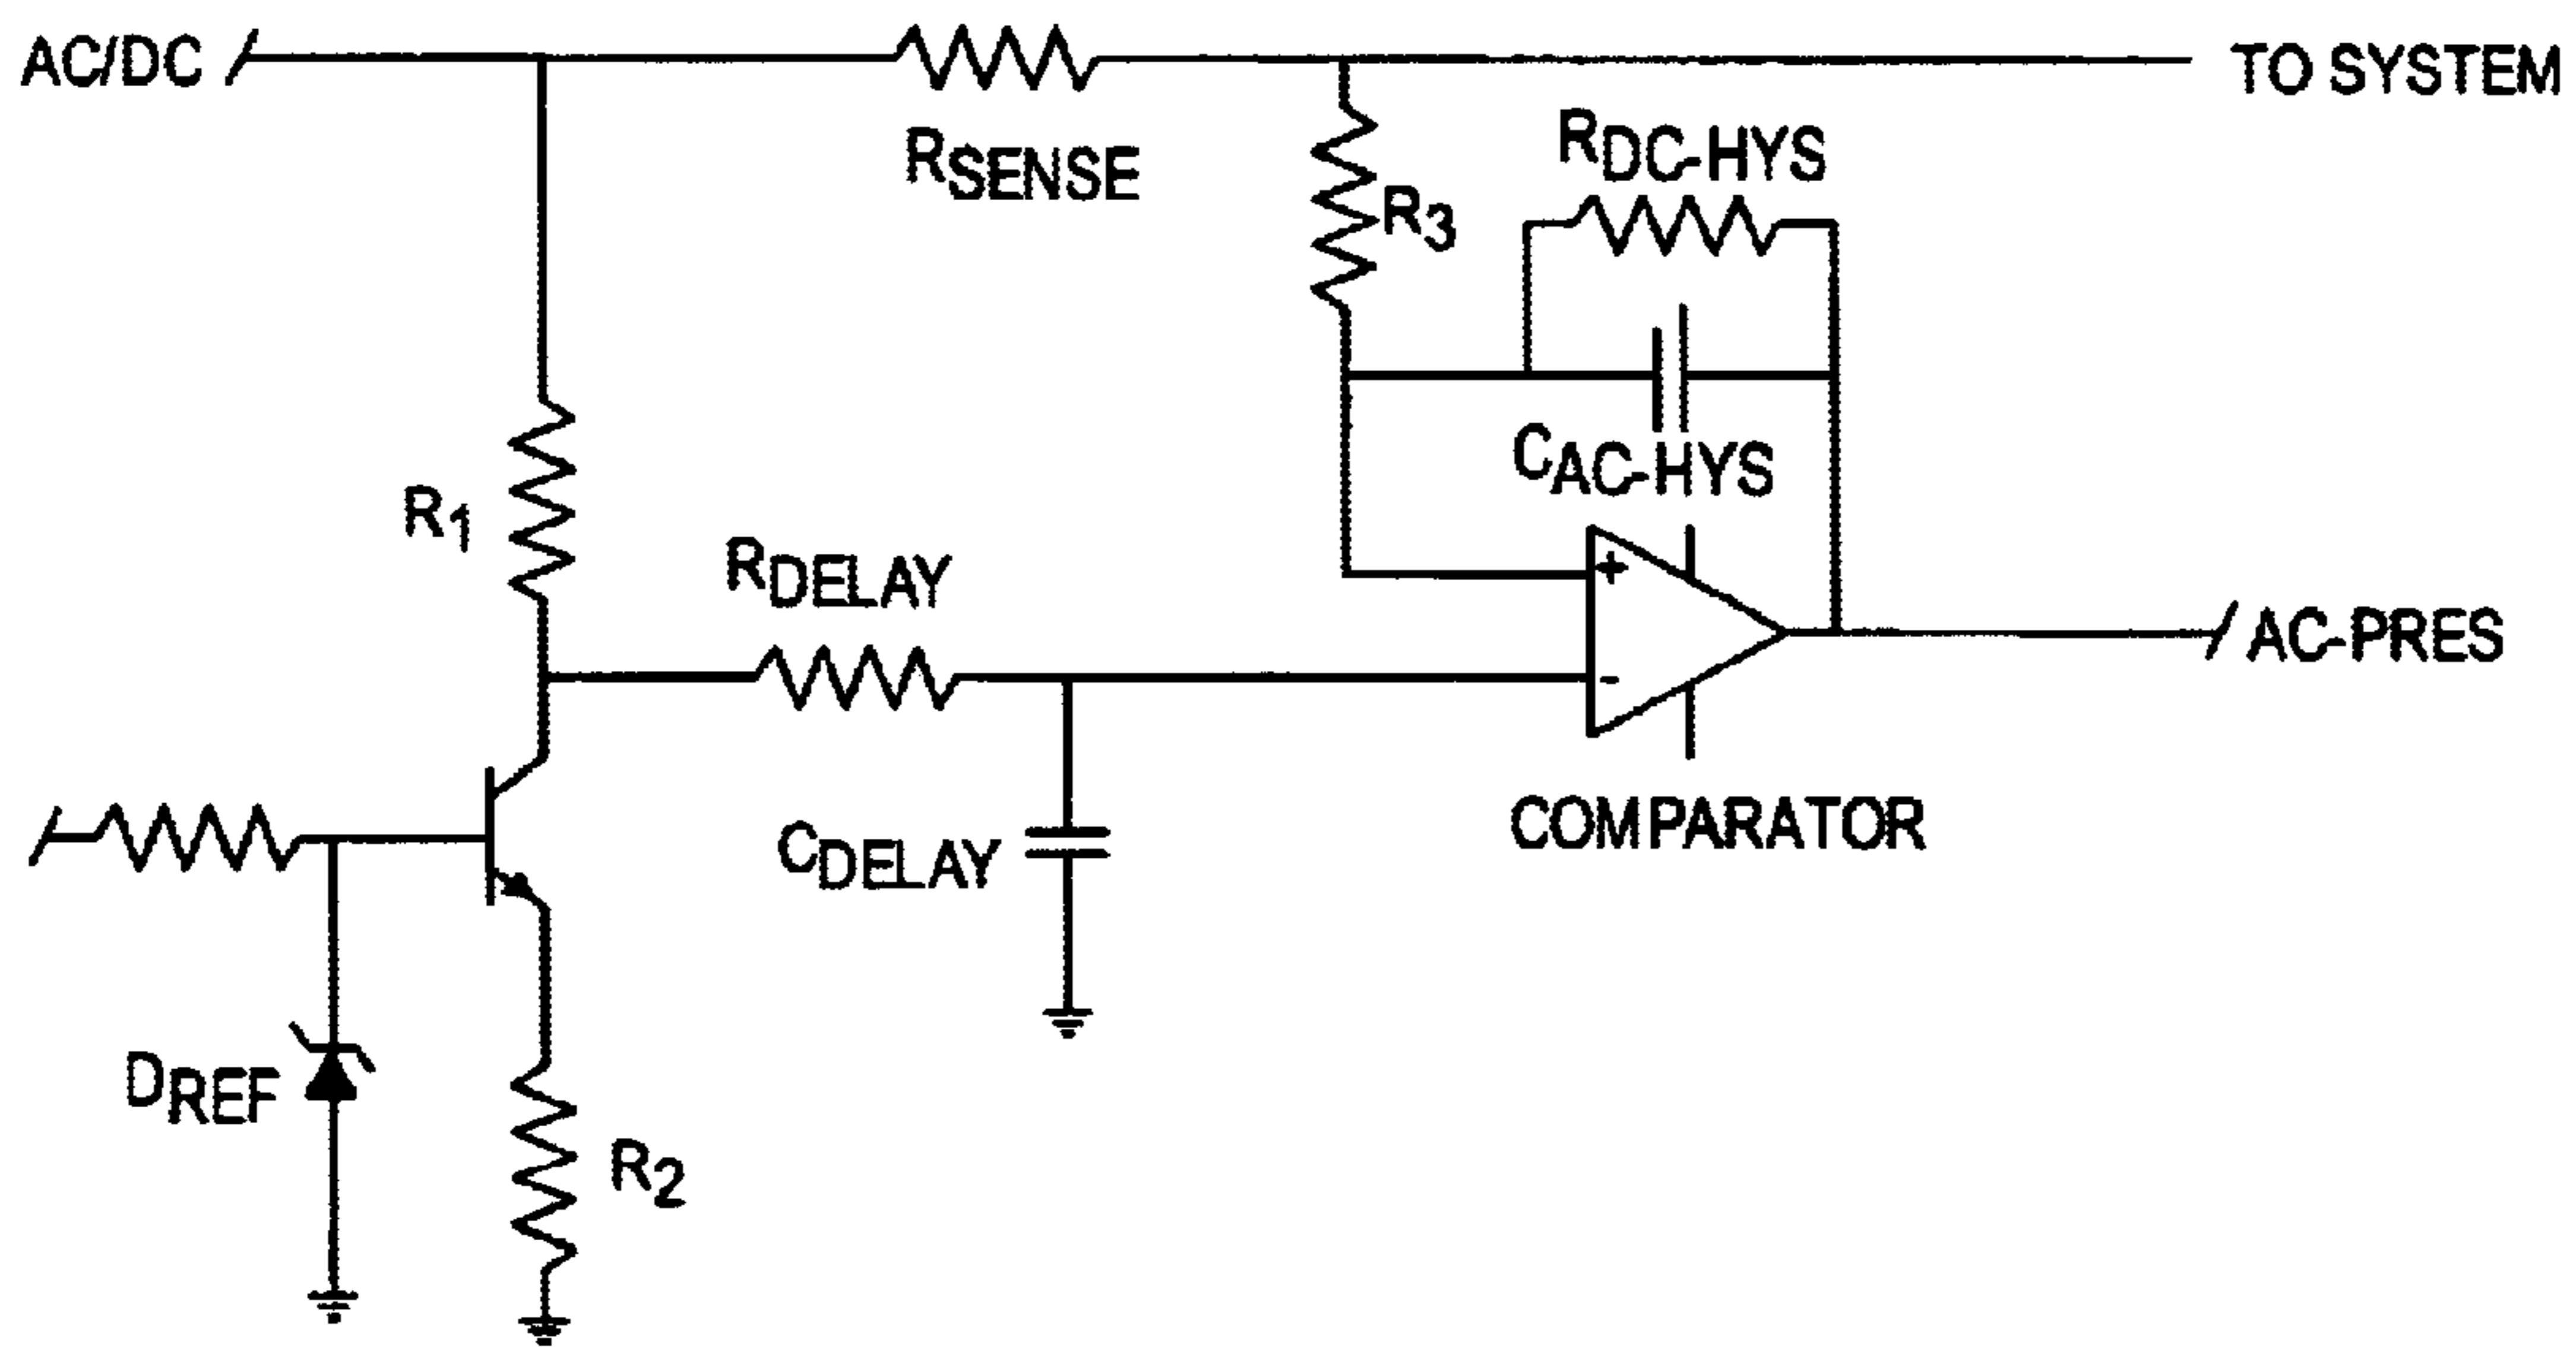 AC/DC
TO SYSTEM
RSENSE
RDC-HYS
R3
CAC-HYS
R1
RDELAY
+
-
AC-PRES
COMPARATOR
CDELAY
DREF
R2